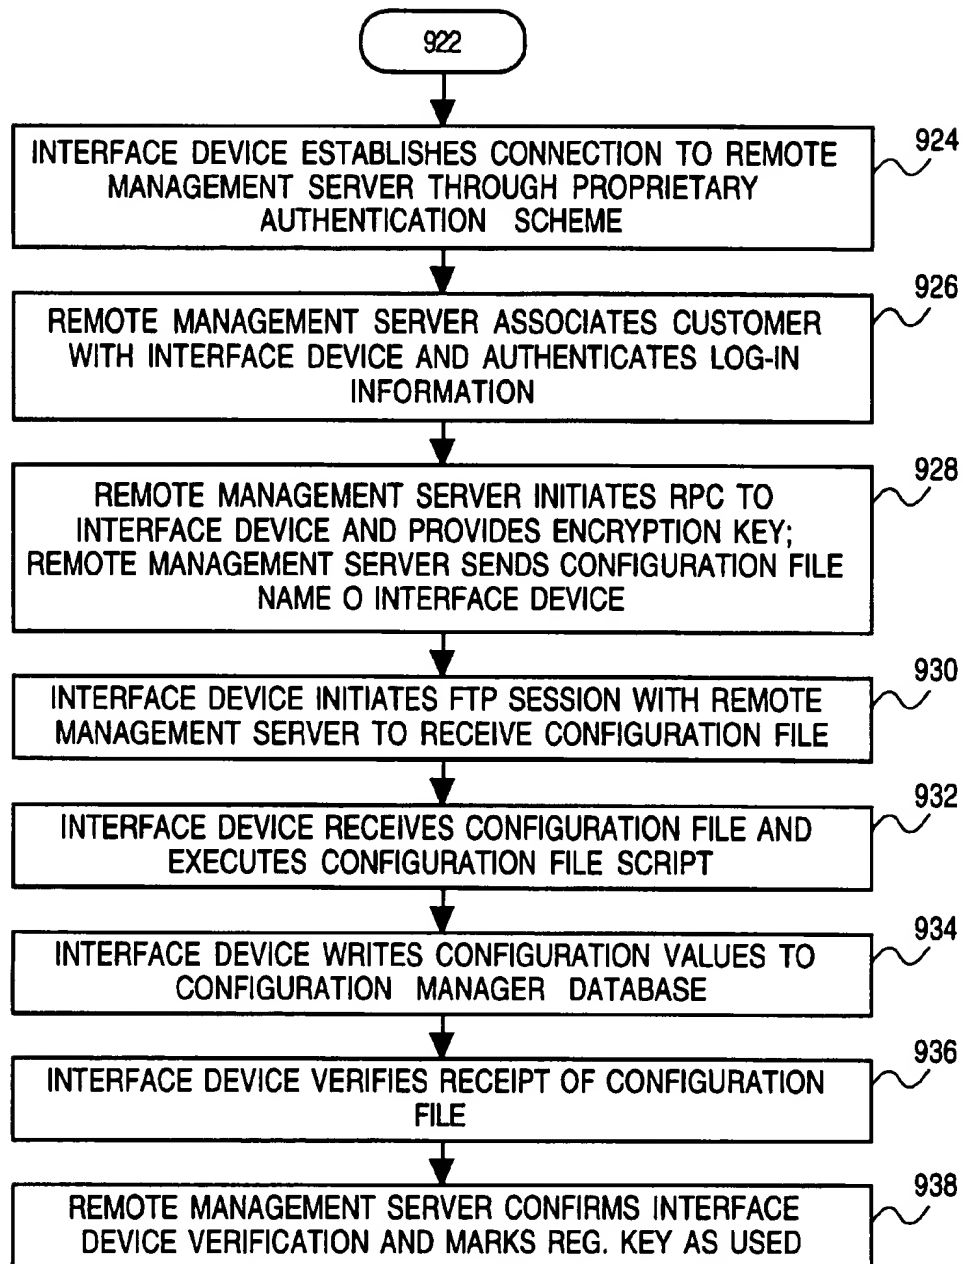 922
924
INTERFACE DEVICE ESTABLISHES CONNECTION TO REMOTE
MANAGEMENT SERVER THROUGH PROPRIETARY
AUTHENTICATION SCHEME
926
REMOTE MANAGEMENT SERVER ASSOCIATES CUSTOMER
WITH INTERFACE DEVICE AND AUTHENTICATES LOG-IN
INFORMATION
928
REMOTE MANAGEMENT SERVER INITIATES RPC TO
INTERFACE DEVICE AND PROVIDES ENCRYPTION KEY;
REMOTE MANAGEMENT SERVER SENDS CONFIGURATION FILE
NAME O INTERFACE DEVICE
930
INTERFACE DEVICE INITIATES FTP SESSION WITH REMOTE
MANAGEMENT SERVER TO RECEIVE CONFIGURATION FILE
932
INTERFACE DEVICE RECEIVES CONFIGURATION FILE AND
EXECUTES CONFIGURATION FILE SCRIPT
934
INTERFACE DEVICE WRITES CONFIGURATION VALUES TO
CONFIGURATION MANAGER DATABASE
936
INTERFACE DEVICE VERIFIES RECEIPT OF CONFIGURATION
FILE
938
REMOTE MANAGEMENT SERVER CONFIRMS INTERFACE
DEVICE VERIFICATION AND MARKS REG. KEY AS USED